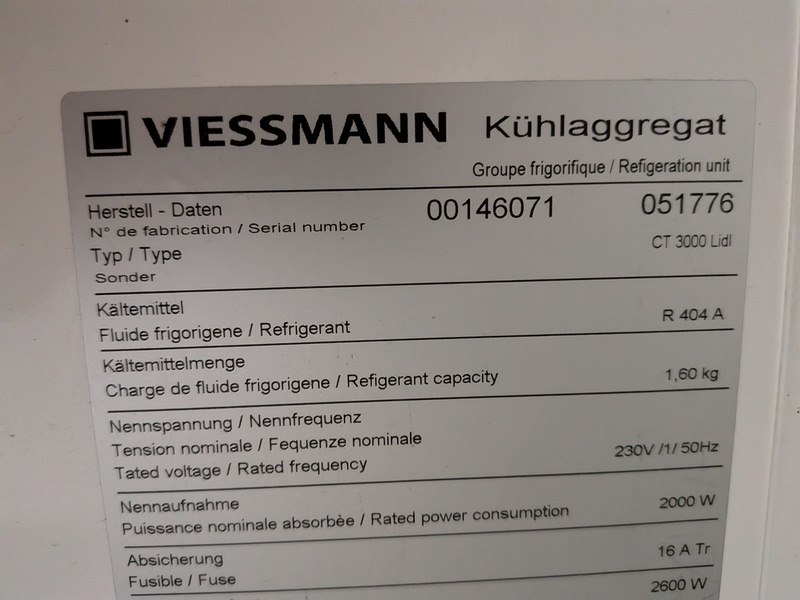 VIESSMANN Kühlaggregat
Groupe frigorifique / Refigeration unit
Herstell - Daten 00146071 051776
N° de fabrication / Serial number
Typ / Type CT 3000 Lidl
Sonder
Kältemittel
Fluide frigorigene / Refrigerant R 404 A
Kältemittelmenge
Charge de fluide frigorigene / Refigerant capacity 1,60 kg
Nennspannung / Nennfrequenz
Tension nominale / Fequenze nominale
Tated voltage / Rated frequency 230V /1/ 50Hz
Nennaufnahme
Puissance nominale absorbèe / Rated power consumption 2000 W
Absicherung
Fusible / Fuse 16 A Tr
2600 W